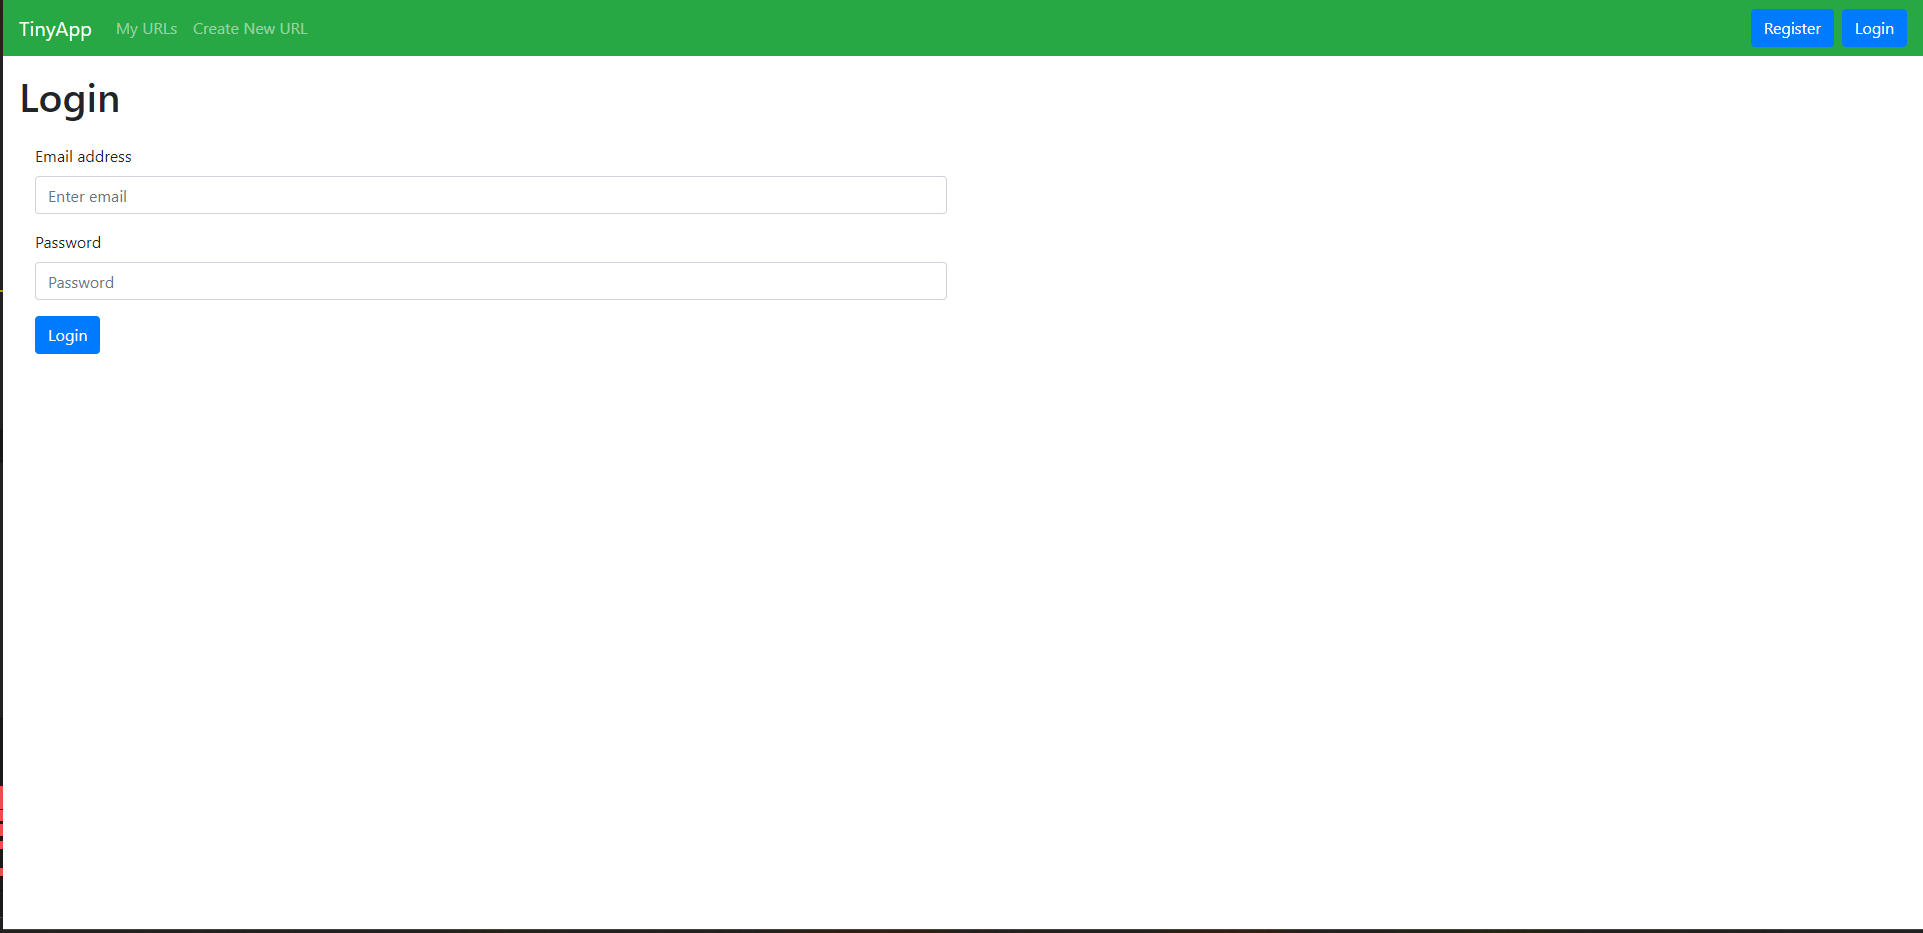 TinyApp My URLs Create New URL Register Login
Login
Email address
Enter email
Password
Password
Login